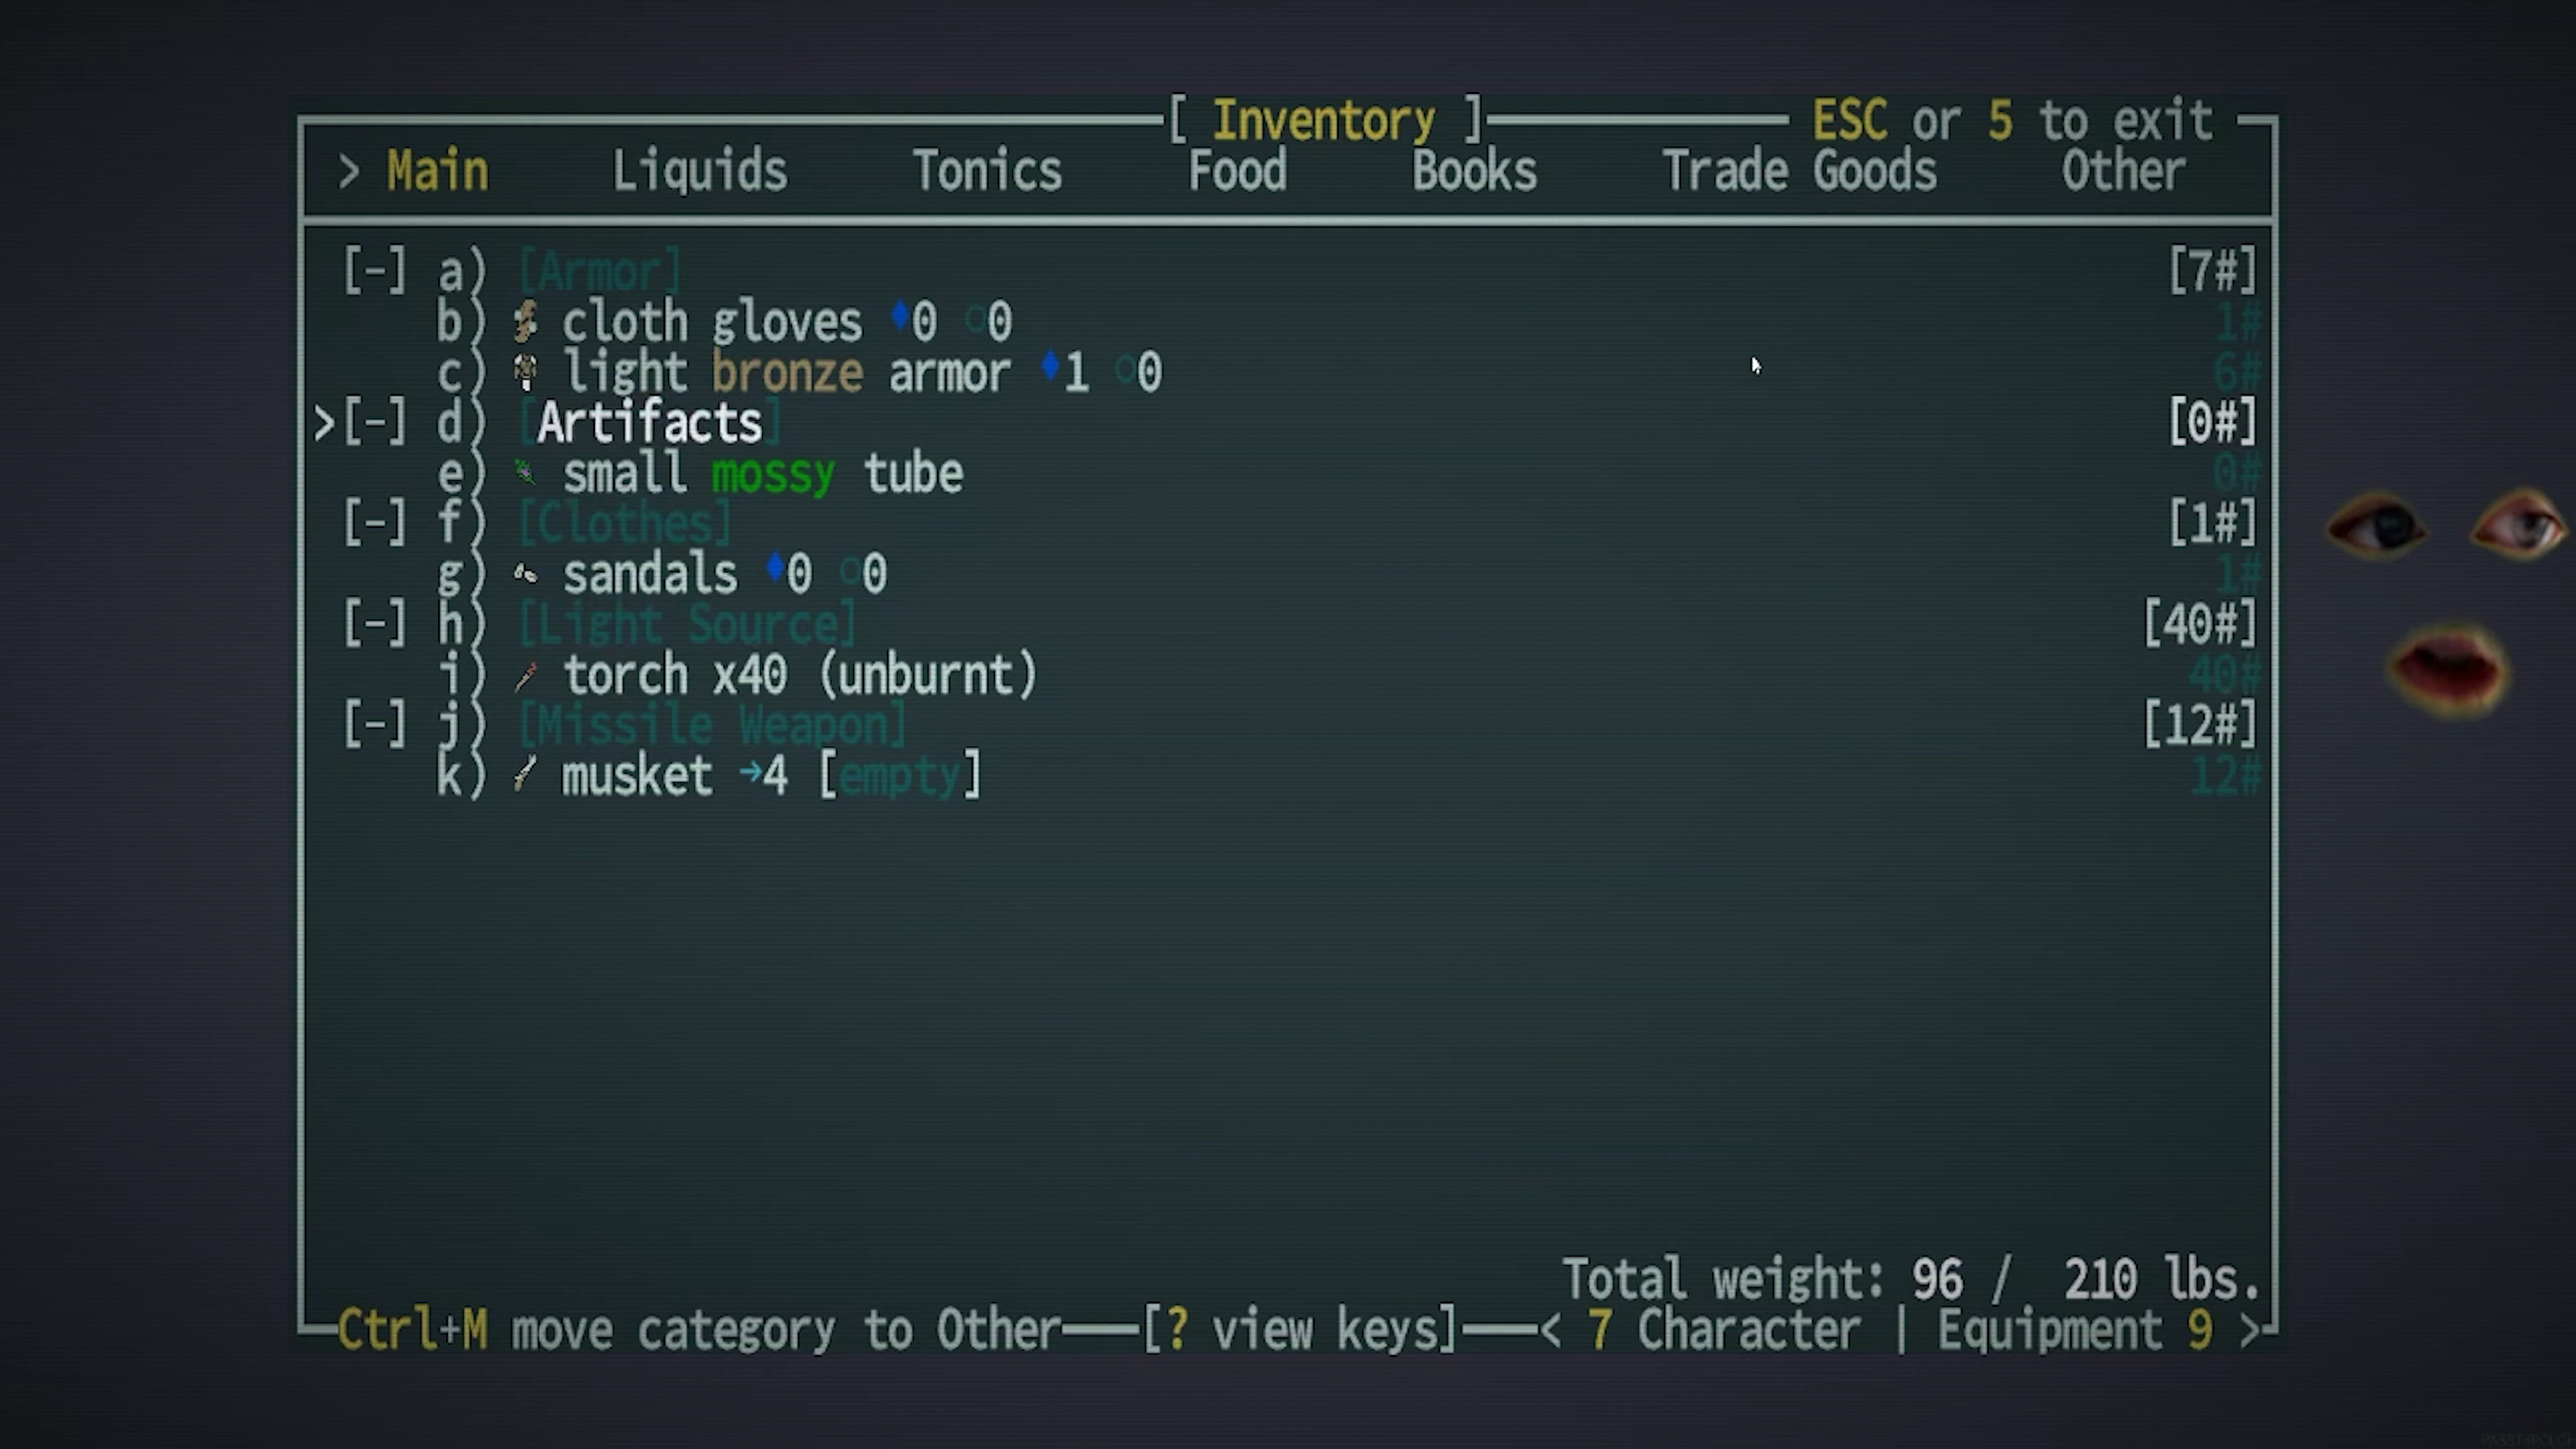 [ Inventory ] ESC or 5 to exit
> Main Liquids Tonics Food Books Trade Goods Other
[-] a) [Armor] [7#]
b) cloth gloves ♦0 ○0 1#
c) light bronze armor ♦1 ○0 6#
>[-] d) [Artifacts] [0#]
e) small mossy tube 0#
[-] f) [Clothes] [1#]
g) sandals ♦0 ○0 1#
[-] h) [Light Source] [40#]
i) torch x40 (unburnt) 40#
[-] j) [Missile Weapon] [12#]
k) musket →4 [empty] 12#
Total weight: 96 / 210 lbs.
Ctrl+M move category to Other [? view keys] < 7 Character | Equipment 9 >